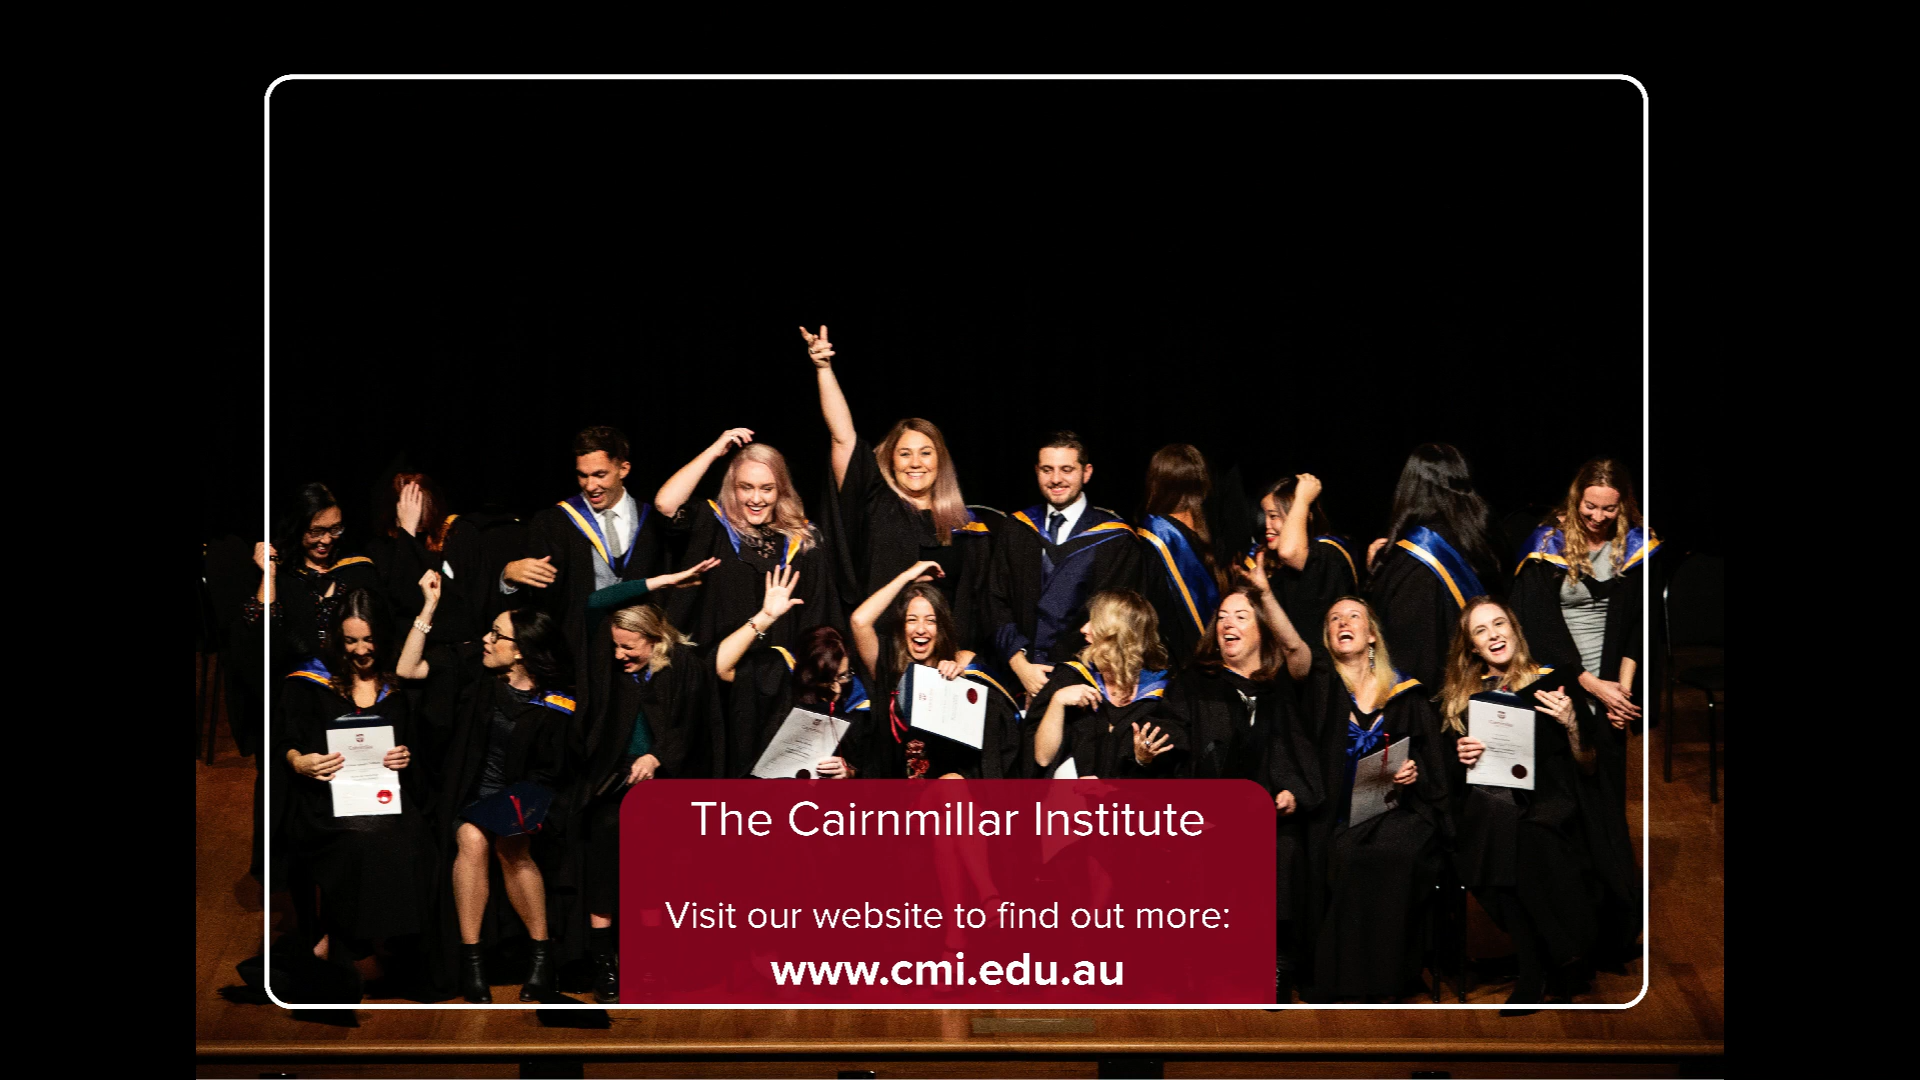 The Cairnmillar Institute
Visit our website to find out more:
www.cmi.edu.au